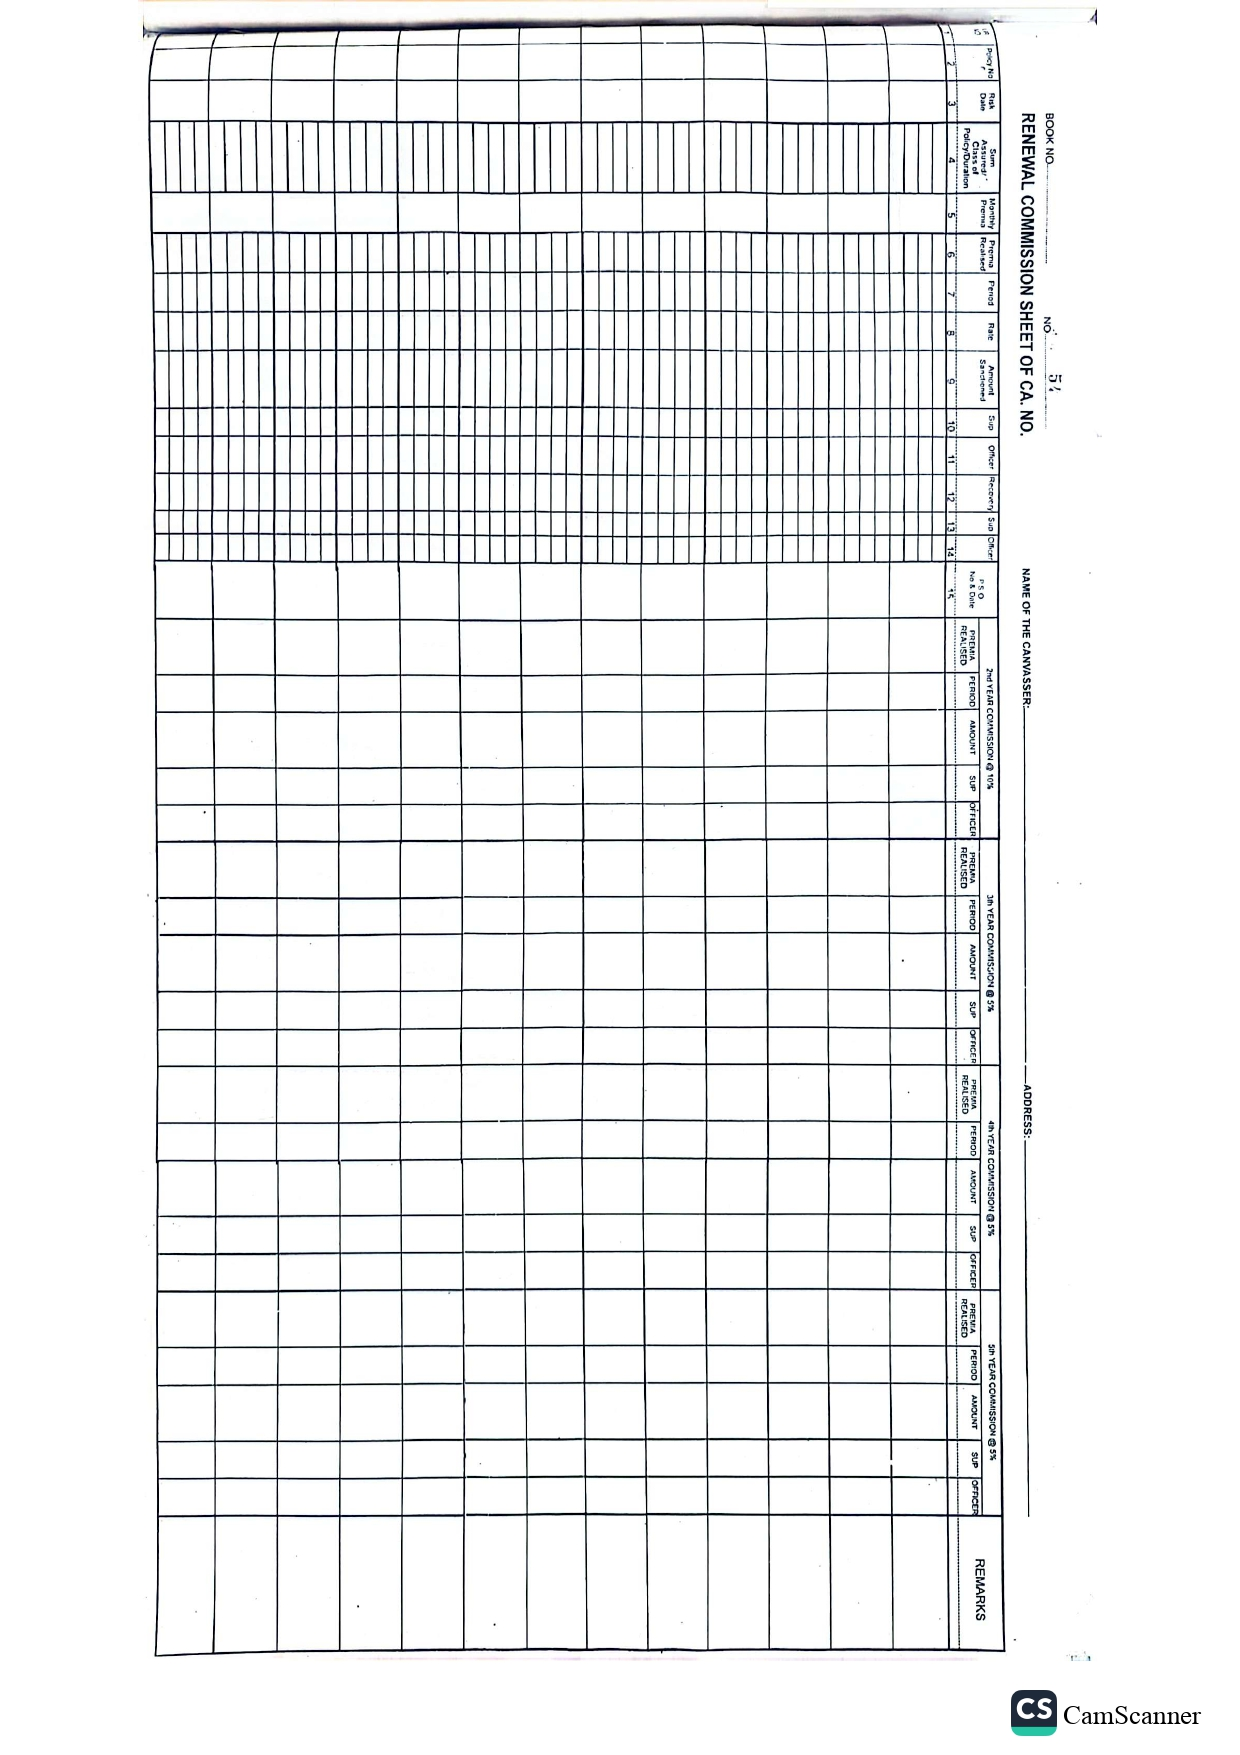 BOOK NO. NO. 54
RENEWAL COMMISSION SHEET OF CA. NO. NAME OF THE CANVASSER: ADDRESS:
Policy No Risk Date Sum Assured/ Class of Policy/Duration Monthly Premia Premia Realised Period Rate Amount Sanctioned Sup Officer Recovery Sup Officer P.S.O No & Date
2nd YEAR COMMISSION @ 10% 3th YEAR COMMISSION @ 5% 4th YEAR COMMISSION @ 5% 5th YEAR COMMISSION @ 5% REMARKS
PREMIA REALISED PERIOD AMOUNT SUP OFFICER PREMIA REALISED PERIOD AMOUNT SUP OFFICER PREMIA REALISED PERIOD AMOUNT SUP OFFICER PREMIA REALISED PERIOD AMOUNT SUP OFFICER
1 2 3 4 5 6 7 8 9 10 11 12 13 14 15
CS CamScanner